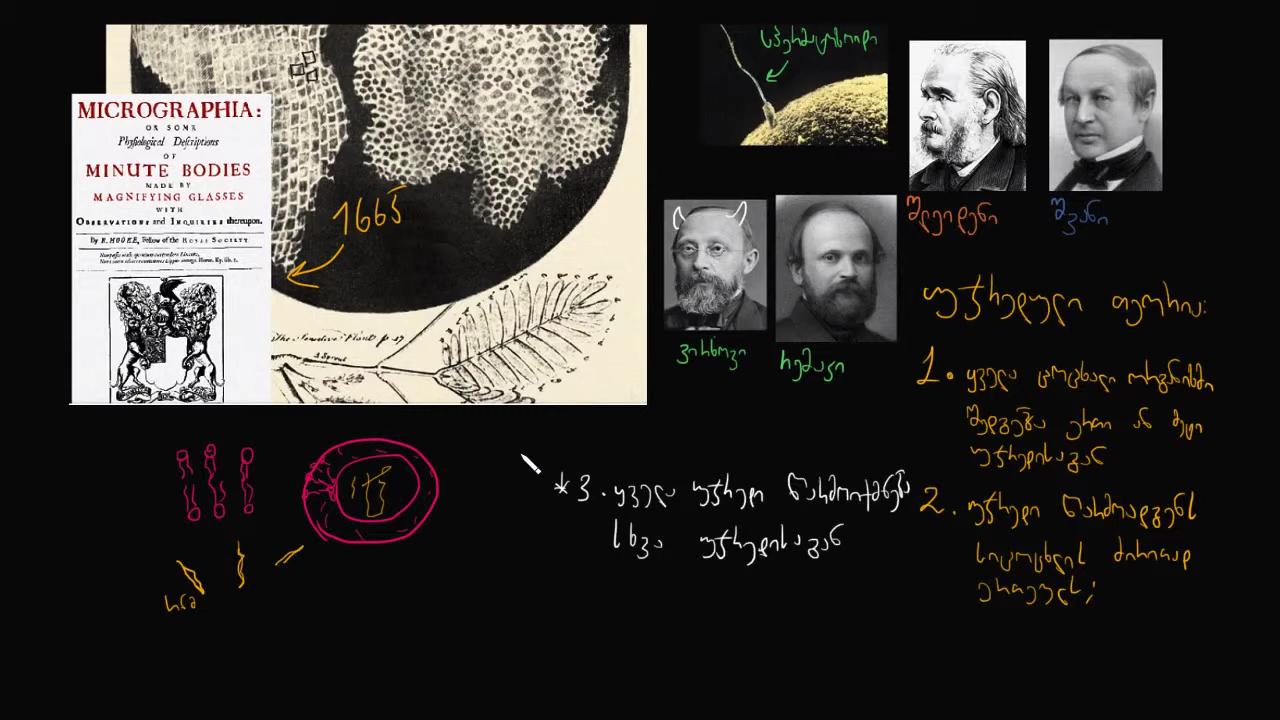 MICROGRAPHIA:
OR SOME
Physiological Descriptions
OF
MINUTE BODIES
MADE BY
MAGNIFYING GLASSES
WITH
OBSERVATIONS and INQUIRIES thereupon.
By R. HOOKE, Fellow of the ROYAL SOCIETY.
1665
სპერმატოზოიდი
შლეიდენი
შვანი
ვირხოვი
რემაკი
უჯრედული თეორია:
1. ყველა ცოცხალი ორგანიზმი
შედგება ერთი ან მეტი
უჯრედისაგან
2. უჯრედი წარმოადგენს
სიცოცხლის ძირითად
ერთეულს;
* 3. ყველა უჯრედი წარმოიქმნება
სხვა უჯრედისაგან
რნმ